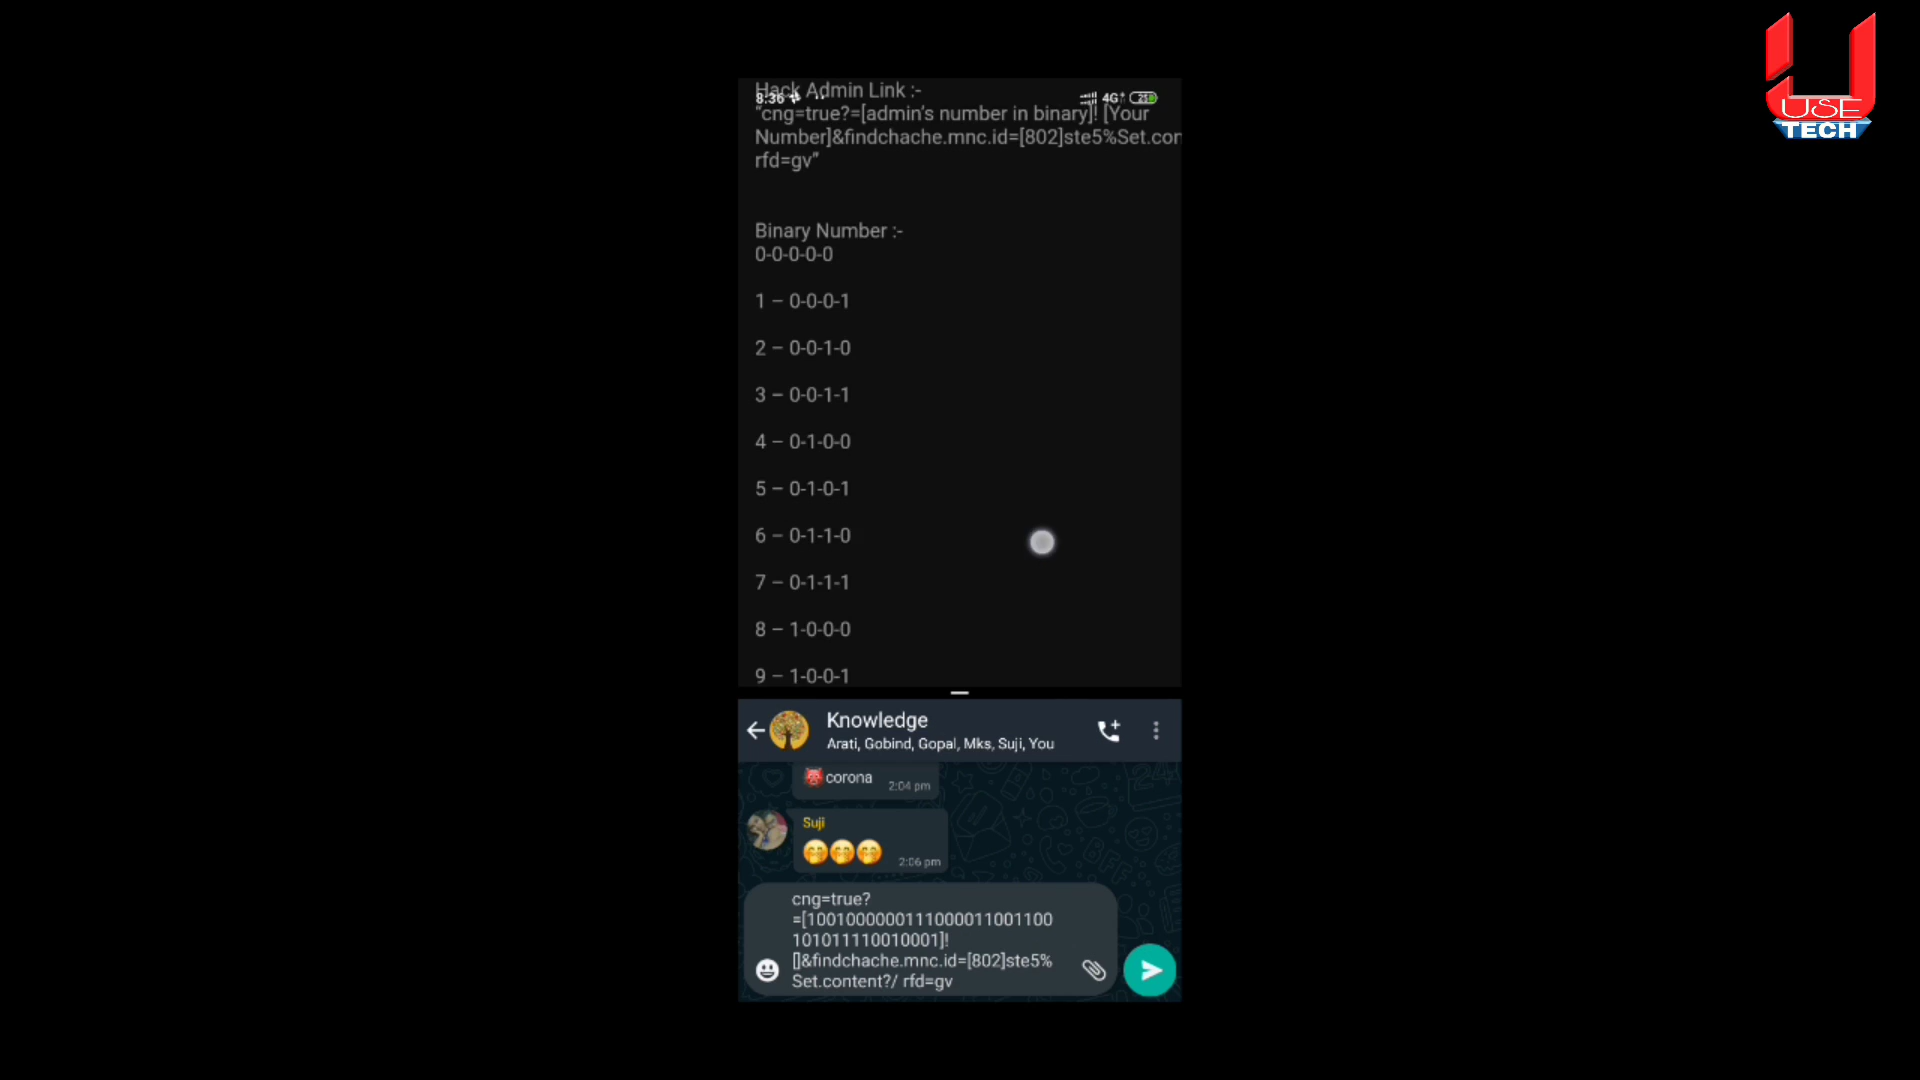 USE
TECH
Hack Admin Link :-
8:36
4G+
25
“cng=true?=[admin’s number in binary]! [Your
Number]&findchache.mnc.id=[802]ste5%Set.con
rfd=gv”
Binary Number :-
0-0-0-0-0
1 – 0-0-0-1
2 – 0-0-1-0
3 – 0-0-1-1
4 – 0-1-0-0
5 – 0-1-0-1
6 – 0-1-1-0
7 – 0-1-1-1
8 – 1-0-0-0
9 – 1-0-0-1
Knowledge
Arati, Gobind, Gopal, Mks, Suji, You
corona
2:04 pm
Suji
2:06 pm
cng=true?
=[1001000000111000011001100
101011110010001]!
[]&findchache.mnc.id=[802]ste5%
Set.content?/ rfd=gv